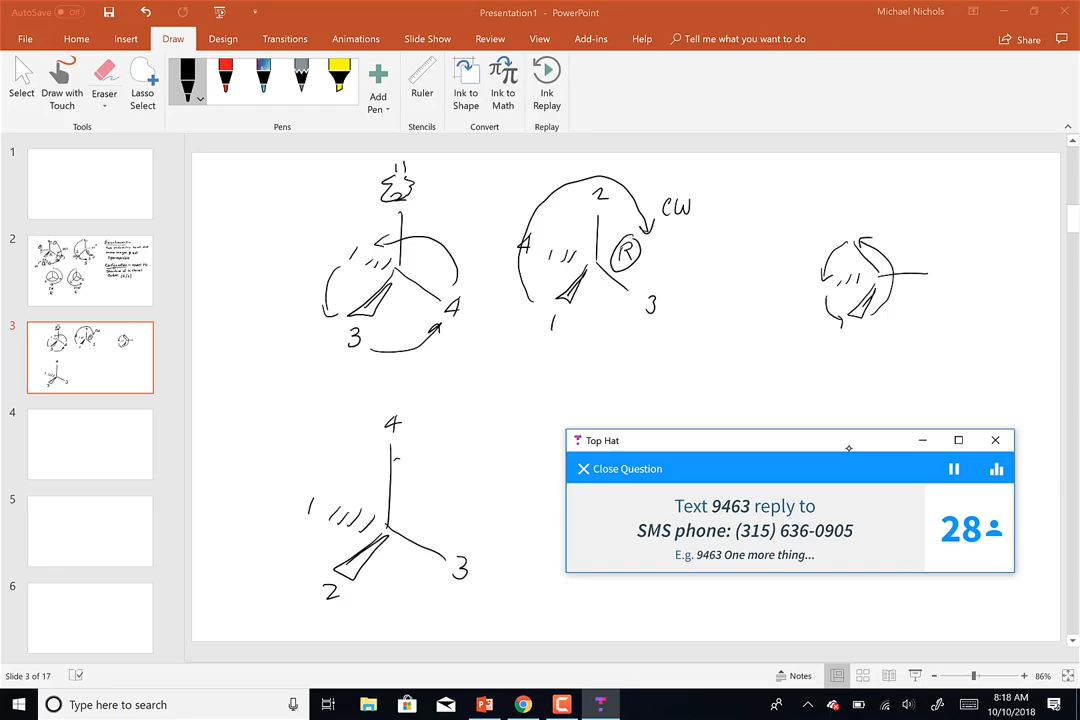 AutoSave Off
Presentation1 - PowerPoint
Michael Nichols
File Home Insert Draw Design Transitions Animations Slide Show Review View Add-ins Help Tell me what you want to do
Share
Select
Draw with Touch
Eraser
Lasso Select
Add Pen
Ruler
Ink to Shape
Ink to Math
Ink Replay
Tools
Pens
Stencils
Convert
Replay
1
2
3
4
5
6
2
1
4
3
2
CW
4
R
1
3
4
1
2
3
Top Hat
Close Question
Text 9463 reply to
SMS phone: (315) 636-0905
E.g. 9463 One more thing...
28
Slide 3 of 17
Notes
86%
Type here to search
8:18 AM
10/10/2018